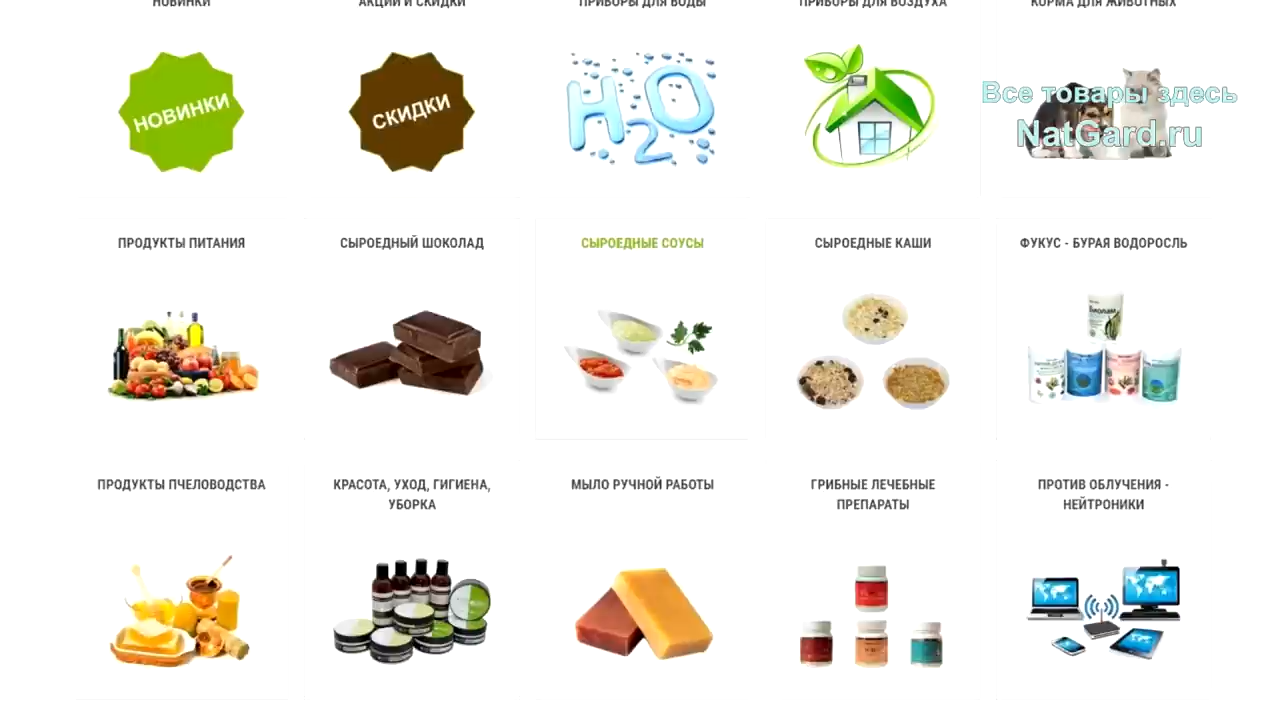 НОВИНКИ
АКЦИИ И СКИДКИ
ПРИБОРЫ ДЛЯ ВОДЫ
ПРИБОРЫ ДЛЯ ВОЗДУХА
КОРМА ДЛЯ ЖИВОТНЫХ
НОВИНКИ
СКИДКИ
H2O
Все товары здесь
NatGard.ru
ПРОДУКТЫ ПИТАНИЯ
СЫРОЕДНЫЙ ШОКОЛАД
СЫРОЕДНЫЕ СОУСЫ
СЫРОЕДНЫЕ КАШИ
ФУКУС - БУРАЯ ВОДОРОСЛЬ
ПРОДУКТЫ ПЧЕЛОВОДСТВА
КРАСОТА, УХОД, ГИГИЕНА,
УБОРКА
МЫЛО РУЧНОЙ РАБОТЫ
ГРИБНЫЕ ЛЕЧЕБНЫЕ
ПРЕПАРАТЫ
ПРОТИВ ОБЛУЧЕНИЯ -
НЕЙТРОНИКИ